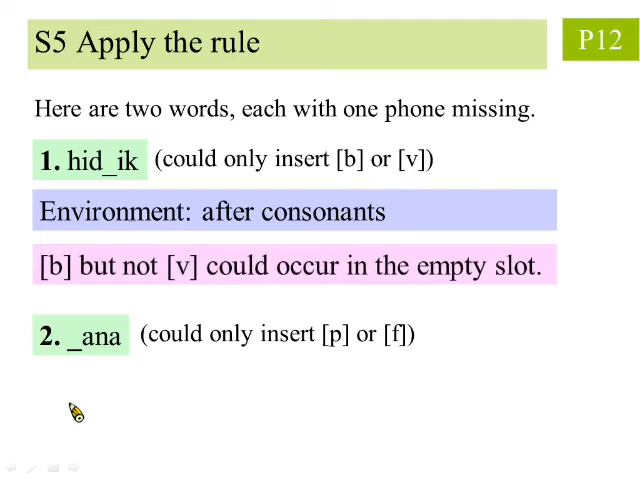 S5 Apply the rule
P12
Here are two words, each with one phone missing.
1. hid_ik (could only insert [b] or [v])
Environment: after consonants
[b] but not [v] could occur in the empty slot.
2. _ana (could only insert [p] or [f])